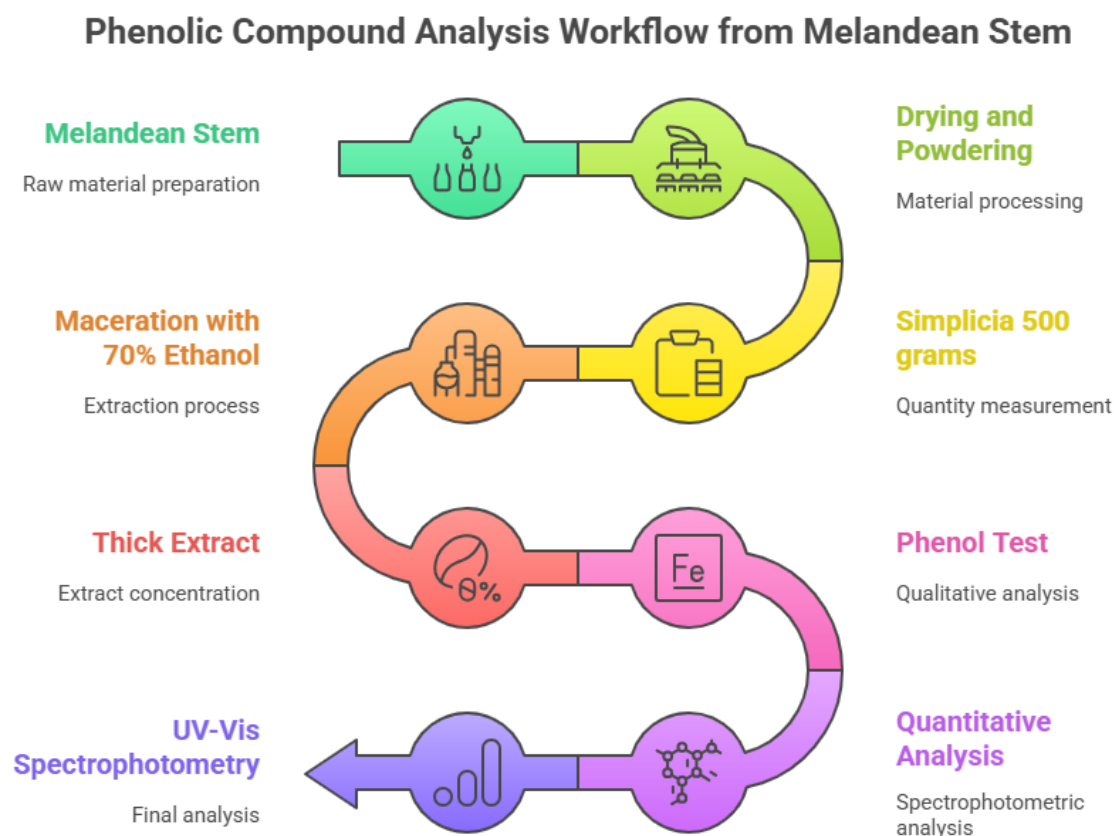 Phenolic Compound Analysis Workflow from Melandean Stem
Melandean Stem
Raw material preparation
Drying and
Powdering
Material processing
Simplicia 500
grams
Quantity measurement
Maceration with
70% Ethanol
Extraction process
Thick Extract
Extract concentration
0%
Fe
Phenol Test
Qualitative analysis
Quantitative
Analysis
Spectrophotometric
analysis
UV-Vis
Spectrophotometry
Final analysis